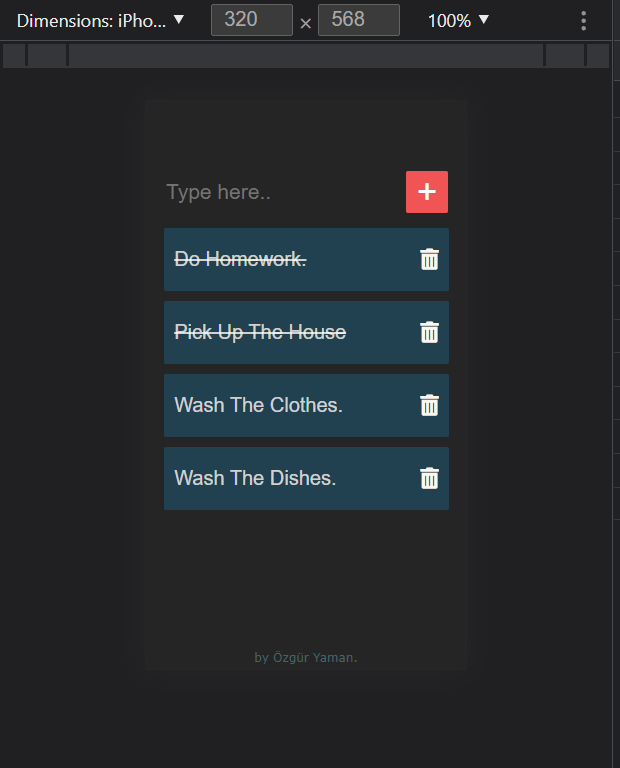 Dimensions: iPho... 320 × 568 100%
Type here..
Do Homework.
Pick Up The House
Wash The Clothes.
Wash The Dishes.
by Özgür Yaman.